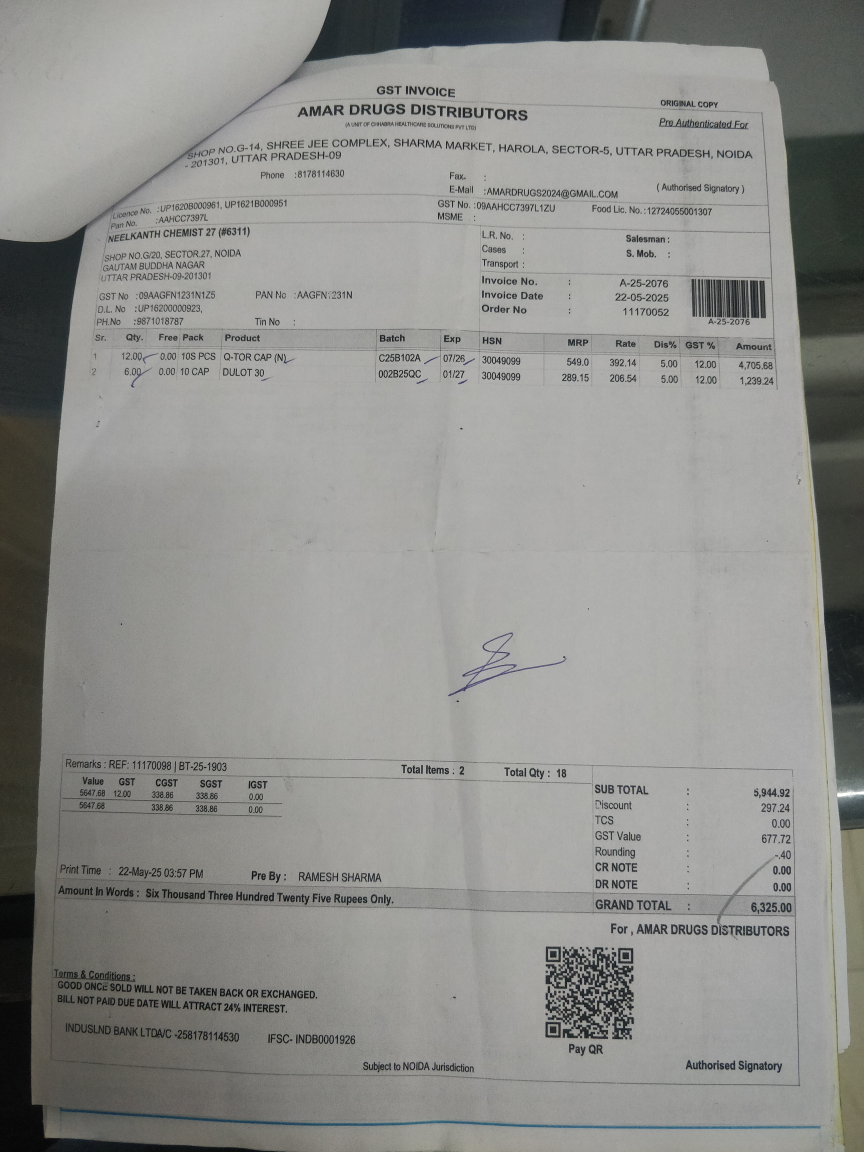 GST INVOICE
ORIGINAL COPY
AMAR DRUGS DISTRIBUTORS
Pre Authenticated For
(A UNIT OF CHHABRA HEALTHCARE SOLUTIONS PVT LTD)
SHOP NO.G-14, SHREE JEE COMPLEX, SHARMA MARKET, HAROLA, SECTOR-5, UTTAR PRADESH, NOIDA
- 201301, UTTAR PRADESH-09
Phone :8178114630 Fax. :
E-Mail :AMARDRUGS2024@GMAIL.COM (Authorised Signatory )
Licence No. :UP1620B000961, UP1621B000951 GST No. :09AAHCC7397L1ZU Food Lic. No.:12724055001307
Pan No. :AAHCC7397L MSME :
NEELKANTH CHEMIST 27 (#6311)
SHOP NO.G/20, SECTOR.27, NOIDA
GAUTAM BUDDHA NAGAR
UTTAR PRADESH-09-201301
GST No :09AAGFN1231N1Z5 PAN No :AAGFN1231N
D.L. No :UP16200000923,
PH.No :9871018787 Tin No :
L.R. No. : Salesman :
Cases : S. Mob. :
Transport :
Invoice No. : A-25-2076
Invoice Date : 22-05-2025
Order No : 11170052
A-25-2076
Sr. Qty. Free Pack Product Batch Exp HSN MRP Rate Dis% GST % Amount
1 12.00 0.00 10S PCS Q-TOR CAP (N) C25B102A 07/26 30049099 549.0 392.14 5.00 12.00 4,705.68
2 6.00 0.00 10 CAP DULOT 30 002B25QC 01/27 30049099 289.15 206.54 5.00 12.00 1,239.24
Remarks : REF: 11170098 | BT-25-1903 Total Items : 2 Total Qty : 18
Value GST CGST SGST IGST
5647.68 12.00 338.86 338.86 0.00
5647.68 338.86 338.86 0.00
SUB TOTAL : 5,944.92
Discount : 297.24
TCS : 0.00
GST Value : 677.72
Rounding : -.40
CR NOTE : 0.00
DR NOTE : 0.00
GRAND TOTAL : 6,325.00
Print Time : 22-May-25 03:57 PM Pre By : RAMESH SHARMA
Amount In Words : Six Thousand Three Hundred Twenty Five Rupees Only.
For , AMAR DRUGS DISTRIBUTORS
Terms & Conditions :
GOOD ONCE SOLD WILL NOT BE TAKEN BACK OR EXCHANGED.
BILL NOT PAID DUE DATE WILL ATTRACT 24% INTEREST.
INDUSLND BANK LTDA/C -258178114530 IFSC- INDB0001926
Pay QR
Subject to NOIDA Jurisdiction
Authorised Signatory